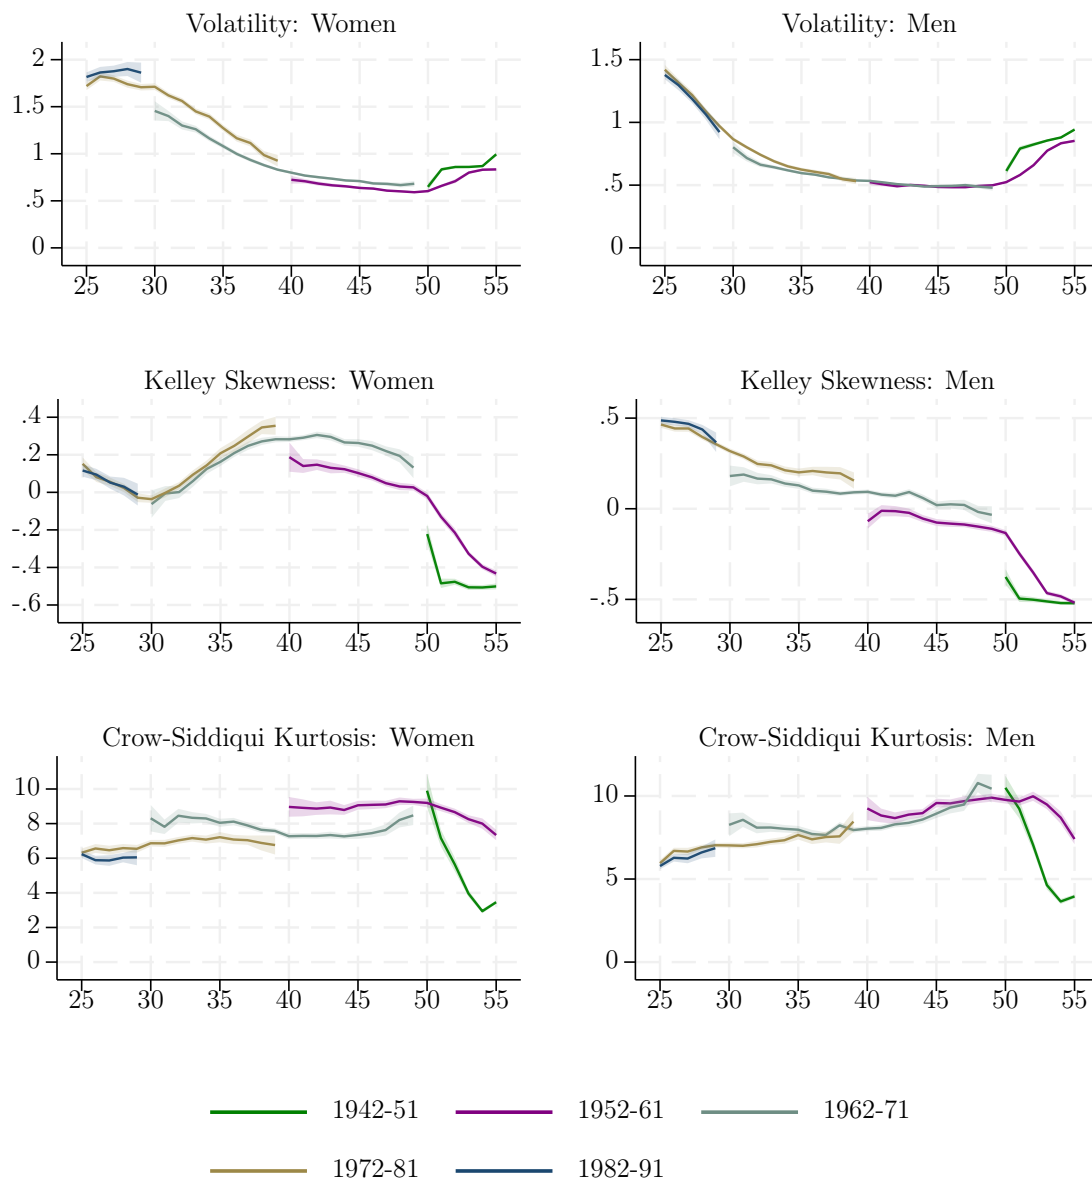 Volatility: Women
2
1.5
1
.5
0
25 30 35 40 45 50 55
Volatility: Men
1.5
1
.5
0
25 30 35 40 45 50 55
Kelley Skewness: Women
.4
.2
0
-.2
-.4
-.6
25 30 35 40 45 50 55
Kelley Skewness: Men
.5
0
-.5
25 30 35 40 45 50 55
Crow-Siddiqui Kurtosis: Women
10
8
6
4
2
0
25 30 35 40 45 50 55
Crow-Siddiqui Kurtosis: Men
10
5
0
25 30 35 40 45 50 55
1942-51 1952-61 1962-71
1972-81 1982-91